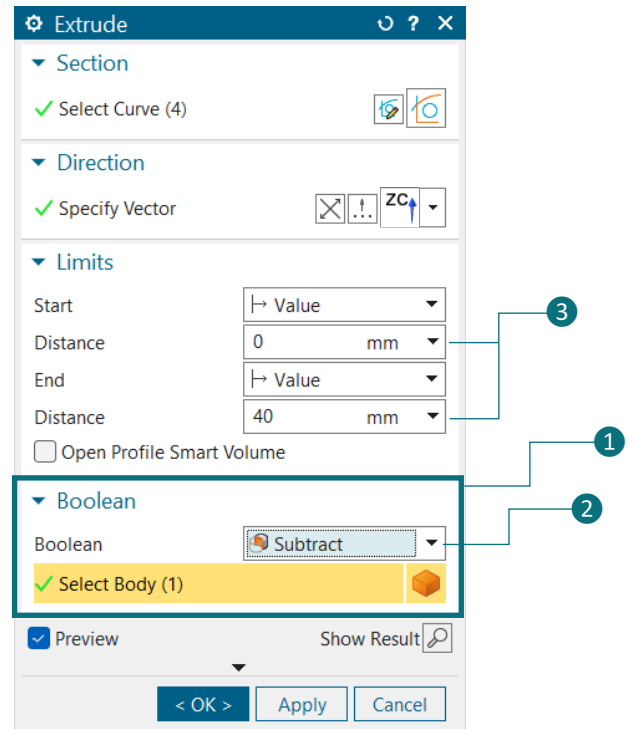 Extrude ?
Section
Select Curve (4)
Direction
Specify Vector ZC
Limits
Start Value
3
Distance 0 mm
End Value
Distance 40 mm
1
Open Profile Smart Volume
Boolean
2
Boolean Subtract
Select Body (1)
Preview Show Result
< OK > Apply Cancel